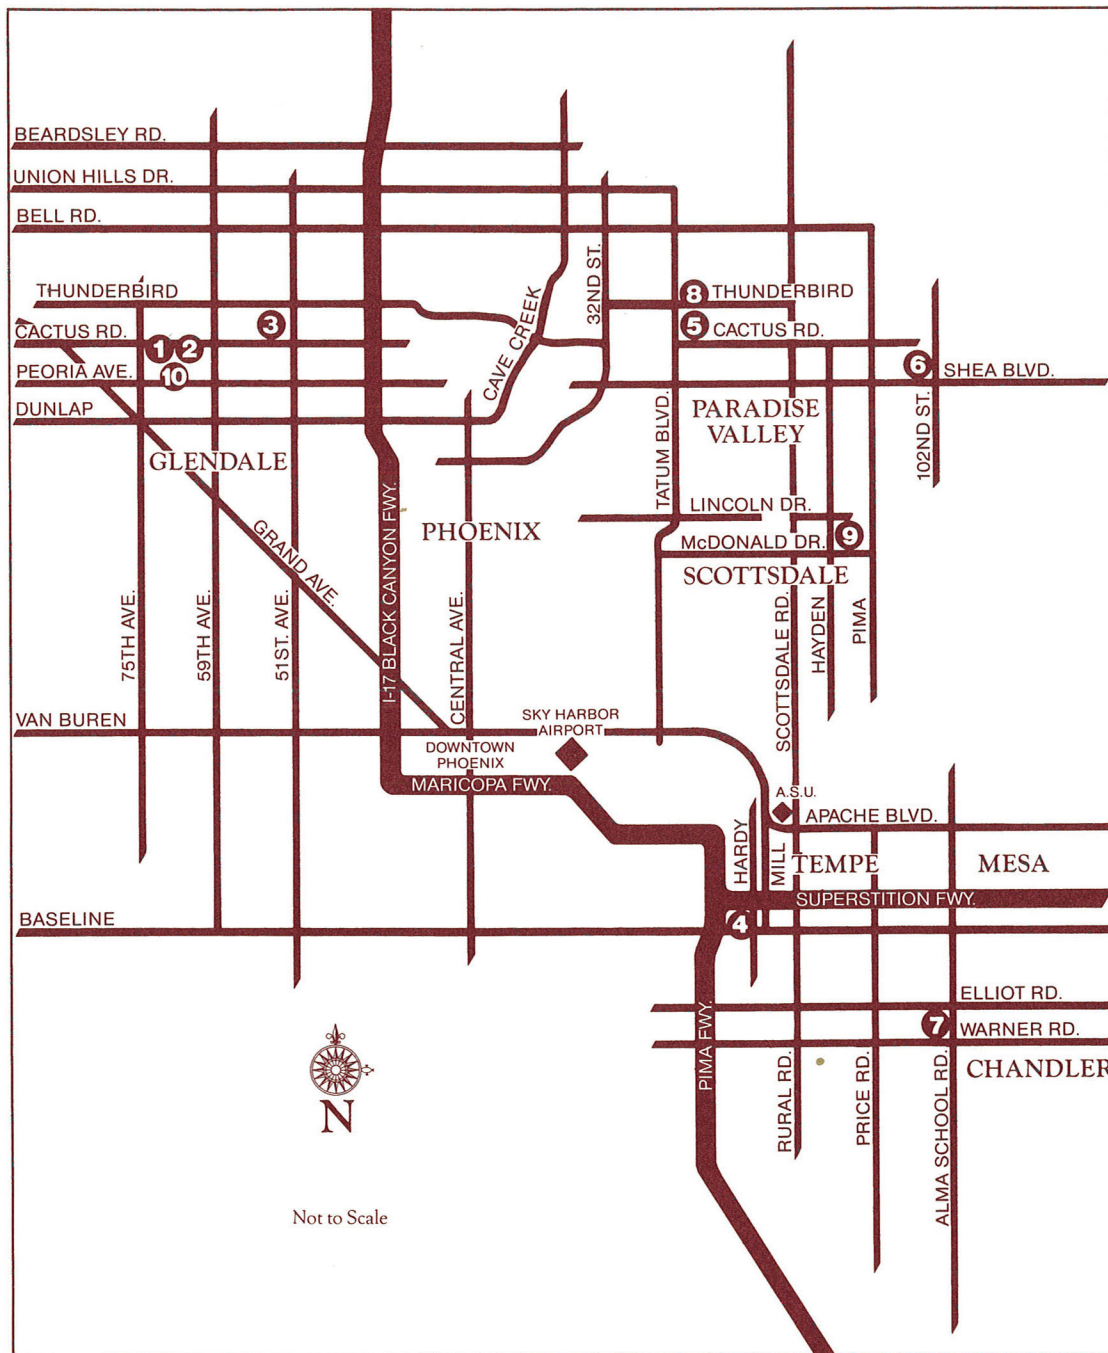 BEARDSLEY RD.
UNION HILLS DR.
BELL RD.
THUNDERBIRD
8 THUNDERBIRD
CACTUS RD.
3
5 CACTUS RD.
1 2
PEORIA AVE.
10
6 SHEA BLVD.
DUNLAP
CAVE CREEK
32ND ST.
TATUM BLVD.
102ND ST.
PARADISE
VALLEY
GLENDALE
PHOENIX
LINCOLN DR.
McDONALD DR. 9
SCOTTSDALE
GRAND AVE.
I-17 BLACK CANYON FWY.
75TH AVE.
59TH AVE.
51ST. AVE.
CENTRAL AVE.
SCOTTSDALE RD.
HAYDEN
PIMA
VAN BUREN
SKY HARBOR
AIRPORT
DOWNTOWN
PHOENIX
MARICOPA FWY.
A.S.U.
APACHE BLVD.
HARDY
MILL
TEMPE
MESA
SUPERSTITION FWY.
BASELINE
4
ELLIOT RD.
7 WARNER RD.
CHANDLER
PIMA FWY.
RURAL RD.
PRICE RD.
ALMA SCHOOL RD.
N
Not to Scale